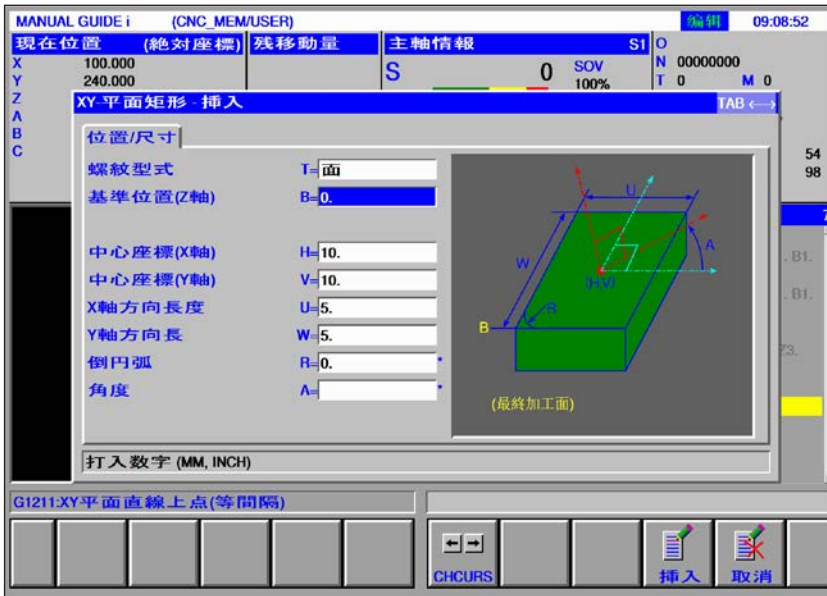 MANUAL GUIDE i (CNC_MEM/USER) 编辑 09:08:52
現在位置 (絶対座標) 残移動量 主軸情報 S1 O
X 100.000 S 0 SOV N 00000000
Y 240.000 100% T 0 M 0
Z
A
B
C
54
98
XY-平面矩形 - 挿入 TAB ←→
位置/尺寸
螺紋型式 T=面
基準位置(Z軸) B=0.
中心座標(X軸) H=10.
中心座標(Y軸) V=10.
X軸方向長度 U=5.
Y軸方向長 W=5.
倒円弧 R=0.
角度 A=
U
W
A
(H,V)
R
B
(最終加工面)
7
. B1.
. B1.
Z3.
打入数字 (MM, INCH)
G1211:XY平面直線上点(等間隔)
CHCURS 挿入 取消